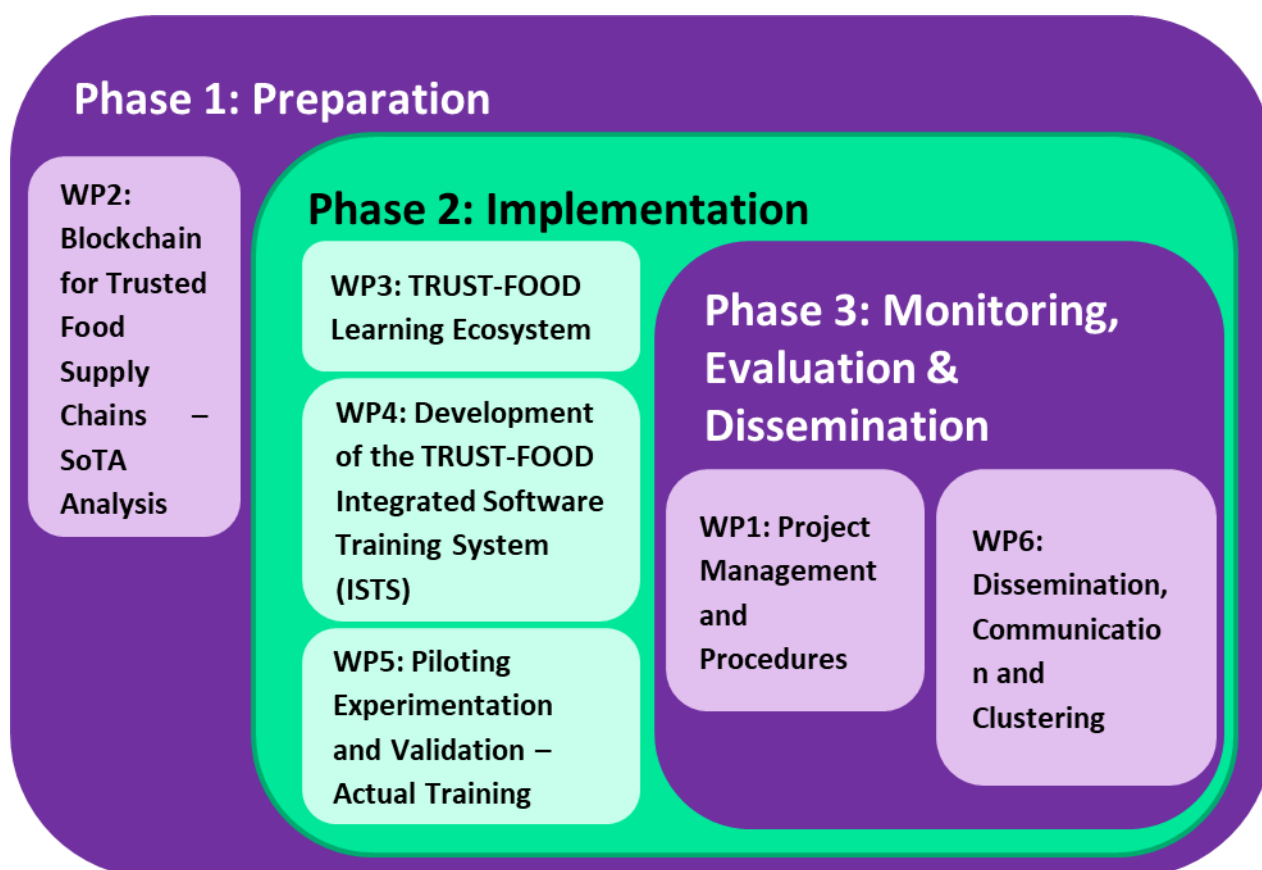 Phase 1: Preparation
WP2:
Blockchain
for Trusted
Food
Supply
Chains –
SoTA
Analysis
Phase 2: Implementation
WP3: TRUST-FOOD
Learning Ecosystem
WP4: Development
of the TRUST-FOOD
Integrated Software
Training System
(ISTS)
WP5: Piloting
Experimentation
and Validation –
Actual Training
Phase 3: Monitoring,
Evaluation &
Dissemination
WP1: Project
Management
and
Procedures
WP6:
Dissemination,
Communicatio
n and
Clustering